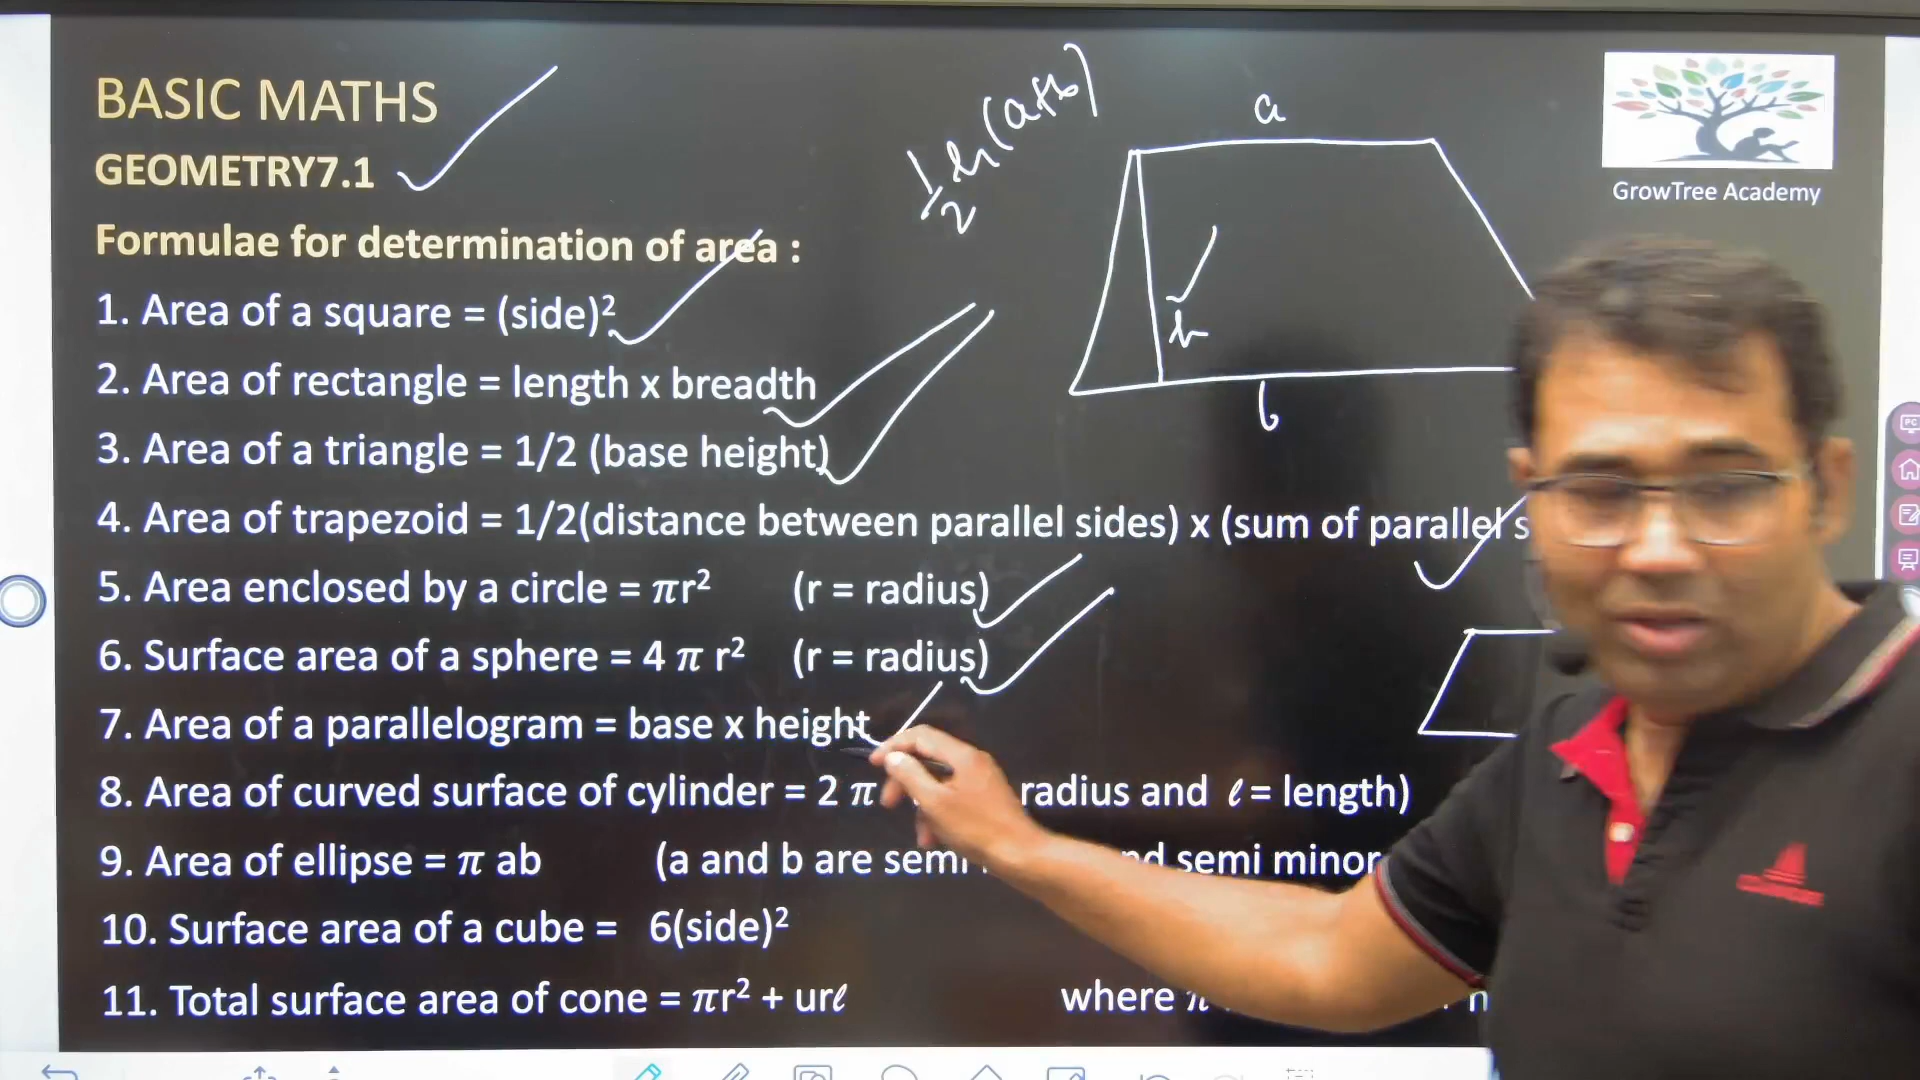 BASIC MATHS
GEOMETRY7.1
Formulae for determination of area :
1. Area of a square = (side)²
2. Area of rectangle = length x breadth
3. Area of a triangle = 1/2 (base height)
4. Area of trapezoid = 1/2(distance between parallel sides) x (sum of parallel s
5. Area enclosed by a circle = πr² (r = radius)
6. Surface area of a sphere = 4 π r² (r = radius)
7. Area of a parallelogram = base x height
8. Area of curved surface of cylinder = 2 π radius and ℓ = length)
9. Area of ellipse = π ab (a and b are semi nd semi minor
10. Surface area of a cube = 6(side)²
11. Total surface area of cone = πr² + urℓ where π
1/2 h(a+b)
a
h
b
GrowTree Academy
PC